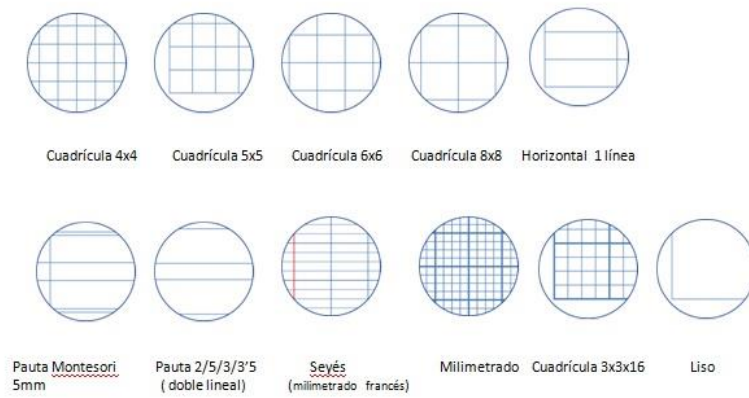 Cuadrícula 4x4
Cuadrícula 5x5
Cuadrícula 6x6
Cuadrícula 8x8
Horizontal 1 línea
Pauta Montesori
5mm
Pauta 2/5/3/3'5
( doble lineal)
Seyés
(milimetrado francés)
Milimetrado
Cuadrícula 3x3x16
Liso